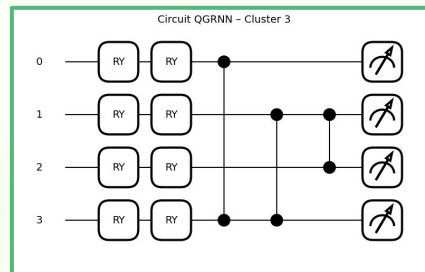 Circuit QGRNN – Cluster 3
0 RY RY
1 RY RY
2 RY RY
3 RY RY